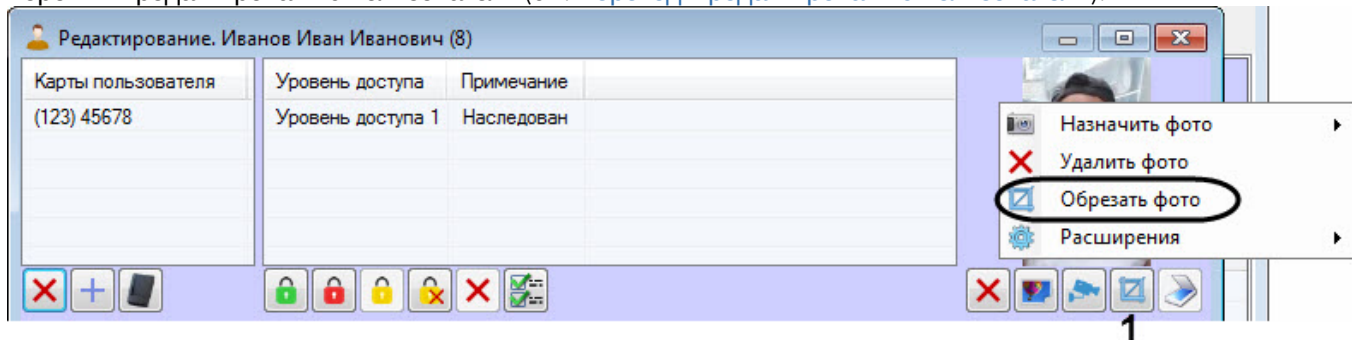 Редактирование. Иванов Иван Иванович (8)
Карты пользователя
Уровень доступа Примечание
(123) 45678
Уровень доступа 1 Наследован
Назначить фото
Удалить фото
Обрезать фото
Расширения
1